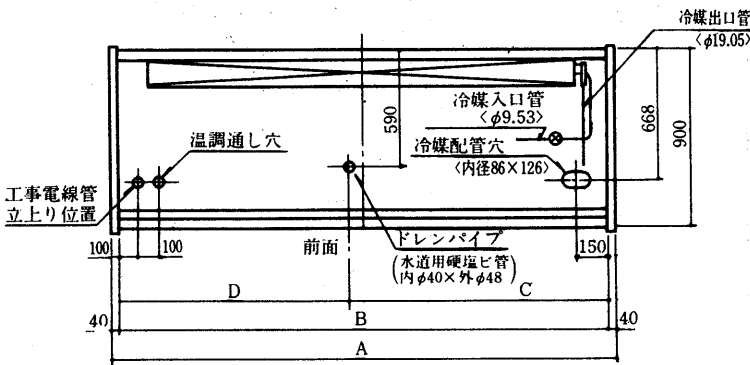 冷媒出口管
〈φ19.05〉
冷媒入口管
〈φ9.53〉
590
668
900
温調通し穴
冷媒配管穴
〈内径86×126〉
工事電線管
立上り位置
100
100
前面
ドレンパイプ
(水道用硬塩ビ管
内φ40×外φ48)
150
D
C
40
B
40
A